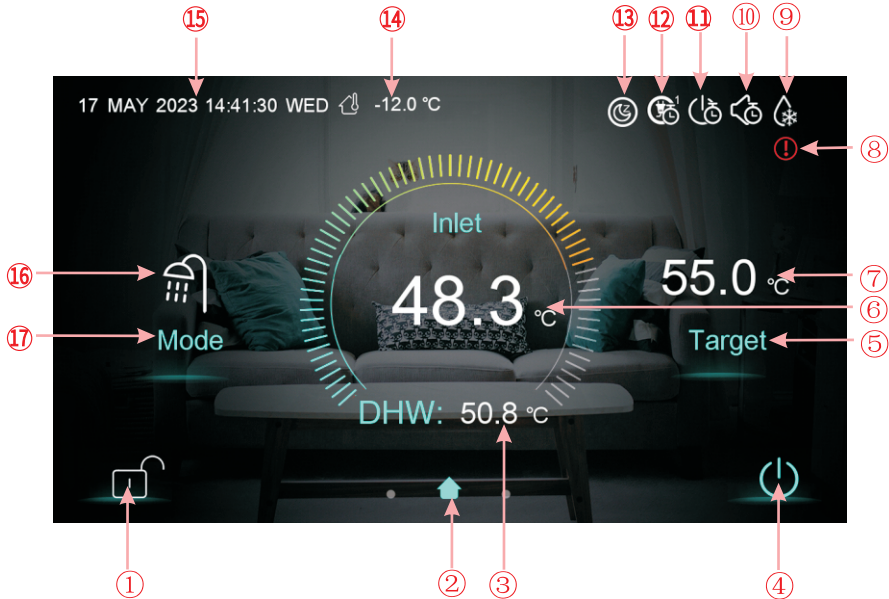 ⑮ ⑭ ⑬ ⑫ ⑪ ⑩ ⑨
17 MAY 2023 14:41:30 WED -12.0 ℃
⑧
Inlet
⑯ 48.3 ℃ 55.0 ℃ ⑦
⑥
⑰ Mode Target ⑤
DHW: 50.8 ℃
① ② ③ ④